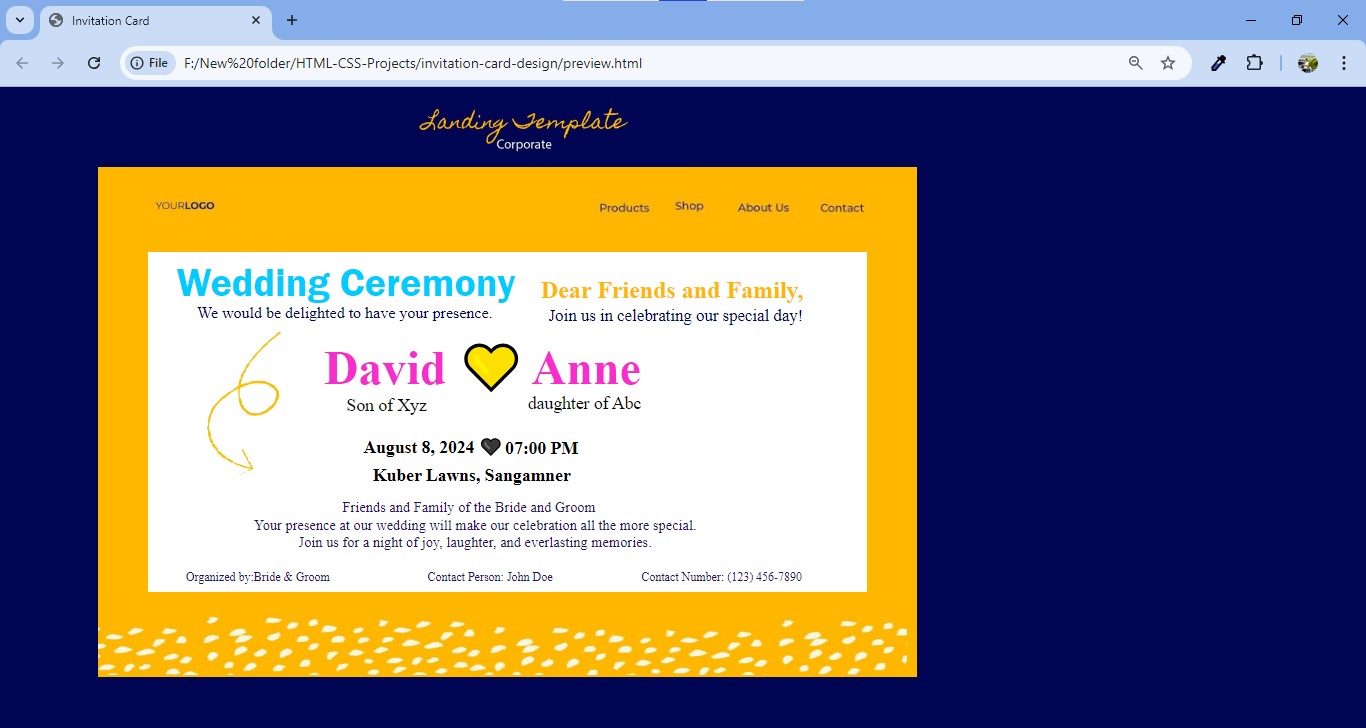 Invitation Card
File F:/New%20folder/HTML-CSS-Projects/invitation-card-design/preview.html
Landing Template
Corporate
YOURLOGO Products Shop About Us Contact
Wedding Ceremony
We would be delighted to have your presence.
Dear Friends and Family,
Join us in celebrating our special day!
David Anne
Son of Xyz daughter of Abc
August 8, 2024 07:00 PM
Kuber Lawns, Sangamner
Friends and Family of the Bride and Groom
Your presence at our wedding will make our celebration all the more special.
Join us for a night of joy, laughter, and everlasting memories.
Organized by:Bride & Groom Contact Person: John Doe Contact Number: (123) 456-7890